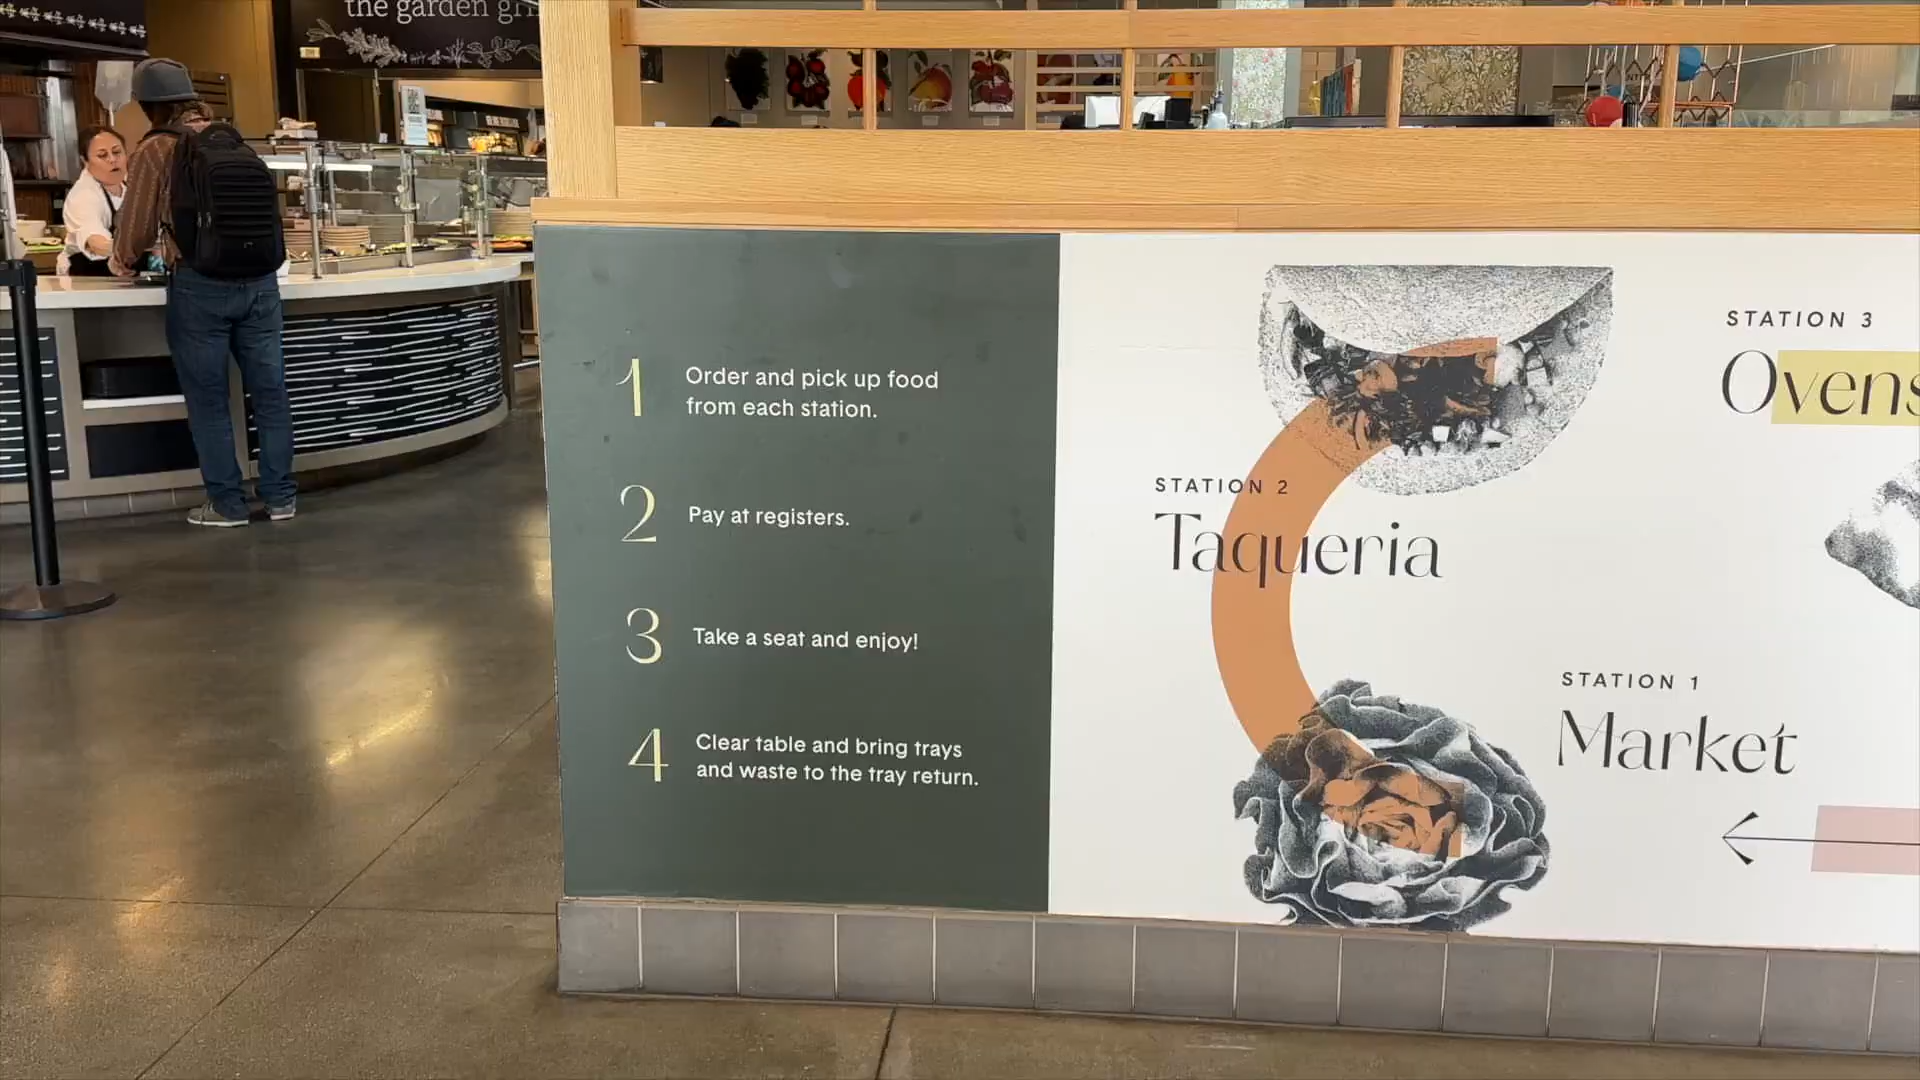 the garden gri
1 Order and pick up food
from each station.
2 Pay at registers.
3 Take a seat and enjoy!
4 Clear table and bring trays
and waste to the tray return.
STATION 3
Ovens
STATION 2
Taqueria
STATION 1
Market